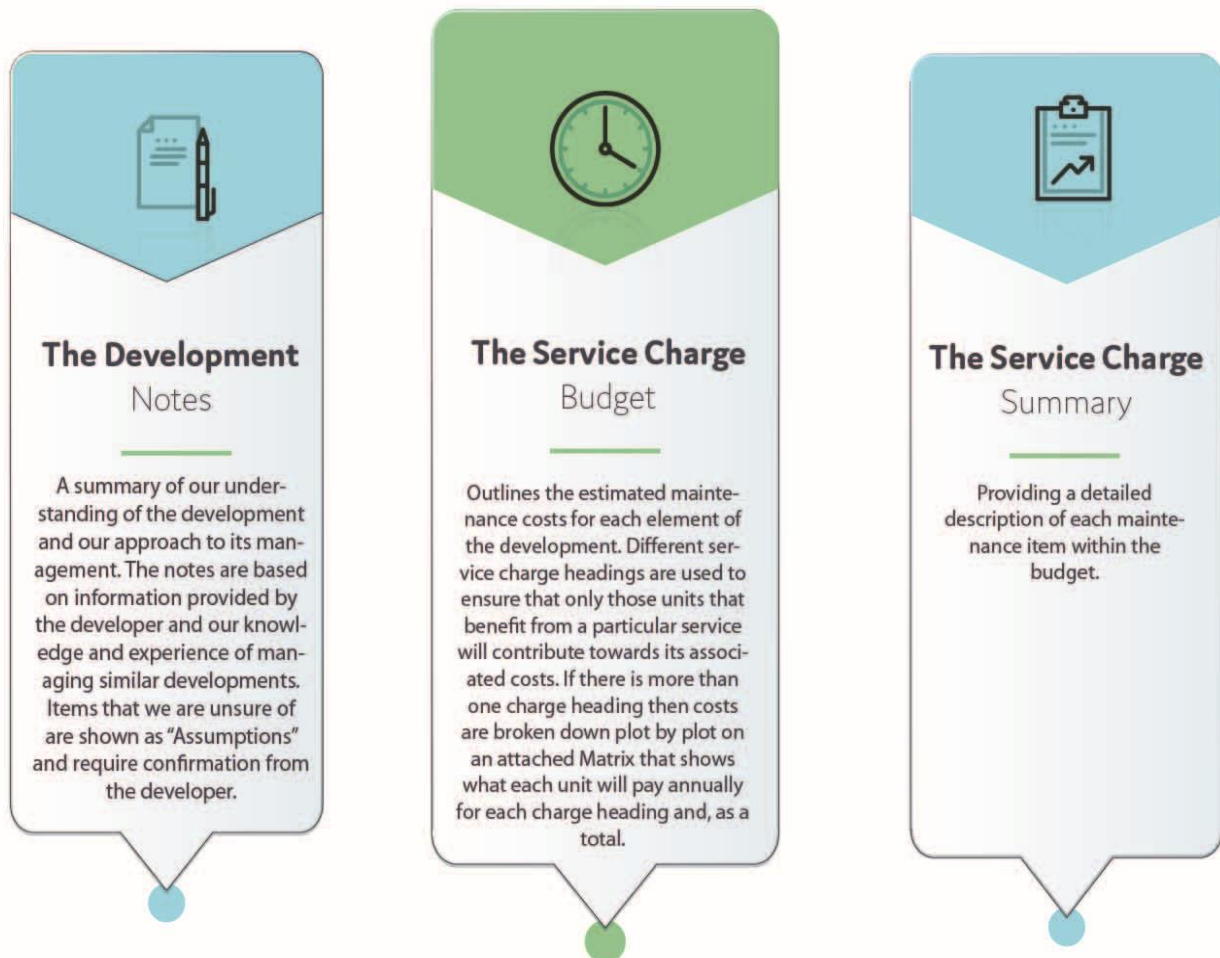 The Development
Notes
A summary of our under-
standing of the development
and our approach to its man-
agement. The notes are based
on information provided by
the developer and our knowl-
edge and experience of man-
aging similar developments.
Items that we are unsure of
are shown as “Assumptions”
and require confirmation from
the developer.
The Service Charge
Budget
Outlines the estimated mainte-
nance costs for each element of
the development. Different ser-
vice charge headings are used to
ensure that only those units that
benefit from a particular service
will contribute towards its associ-
ated costs. If there is more than
one charge heading then costs
are broken down plot by plot on
an attached Matrix that shows
what each unit will pay annually
for each charge heading and, as a
total.
The Service Charge
Summary
Providing a detailed
description of each mainte-
nance item within the
budget.